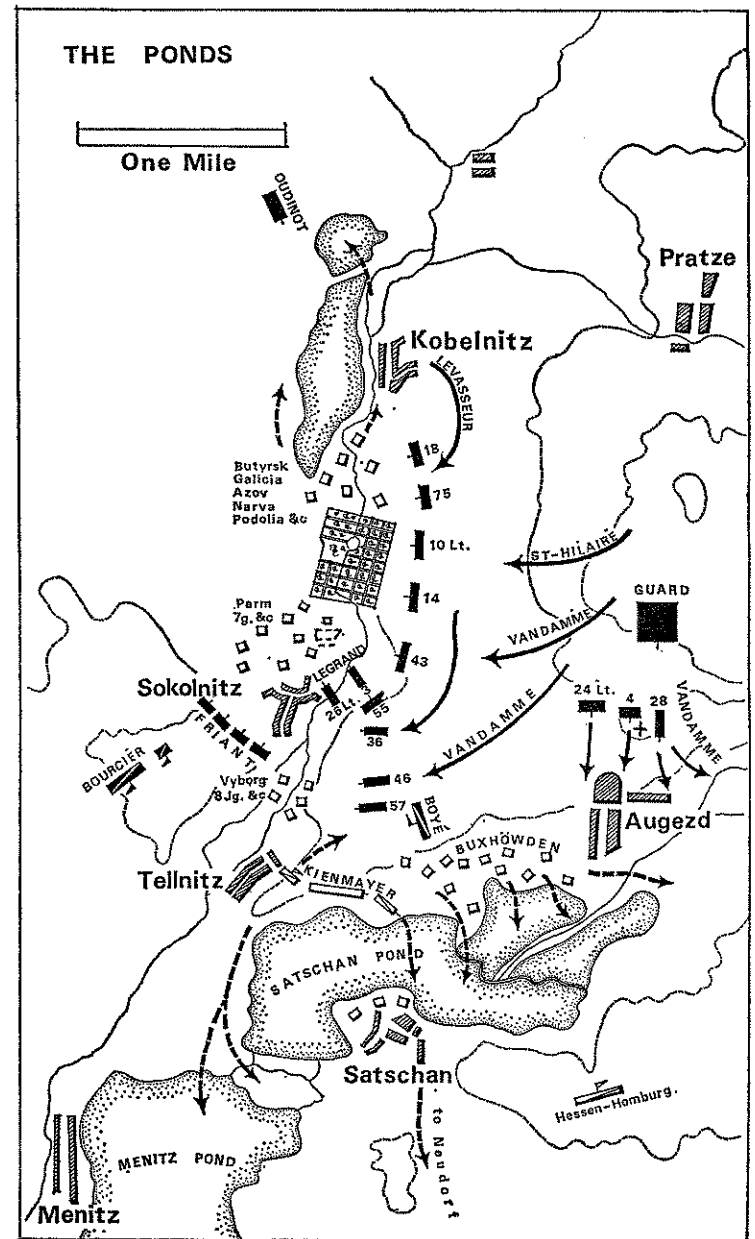 THE PONDS
One Mile
OUDINOT
Pratze
Kobelnitz
LEVASSEUR
18
75
Butyrsk
Galicia
Azov
Narva
Podolia &c
10 Lt.
ST-HILAIRE
14
GUARD
VANDAMME
Parm
7g. &c
LEGRAND
43
Sokolnitz
26 Lt.
3
55
36
FRIANT
VANDAMME
24 Lt.
4
28
VANDAMME
BOURCIER
Vyborg
8Jg. &c
46
57
BOYÉ
Augezd
BUXHÖWDEN
Tellnitz
KIENMAYER
SATSCHAN POND
Satschan
Hessen-Homburg.
to Neudorf
MENITZ POND
Menitz